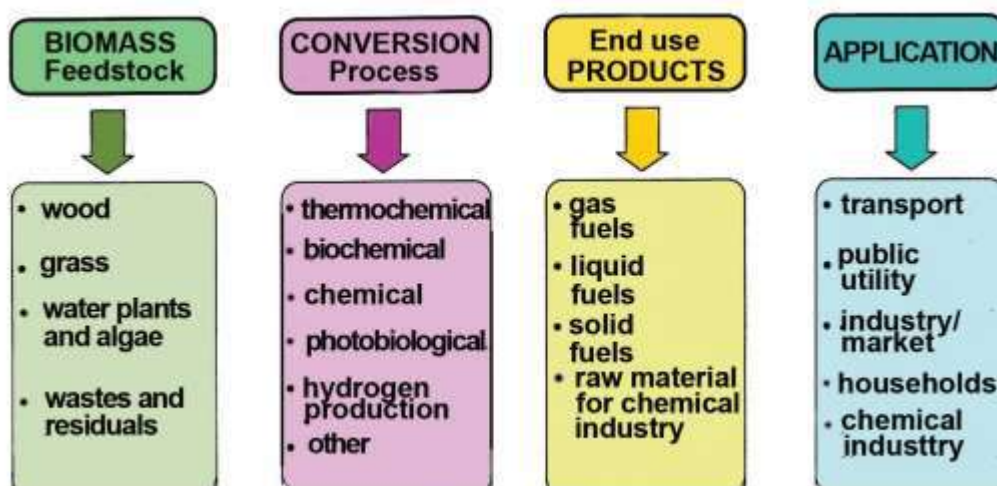 BIOMASS
Feedstock
• wood
• grass
• water plants
and algae
• wastes and
residuals
CONVERSION
Process
• thermochemical
• biochemical
• chemical
• photobiological
• hydrogen
production
• other
End use
PRODUCTS
• gas
fuels
• liquid
fuels
• solid
fuels
• raw material
for chemical
industry
APPLICATION
• transport
• public
utility
• industry/
market
• households
• chemical
industtry